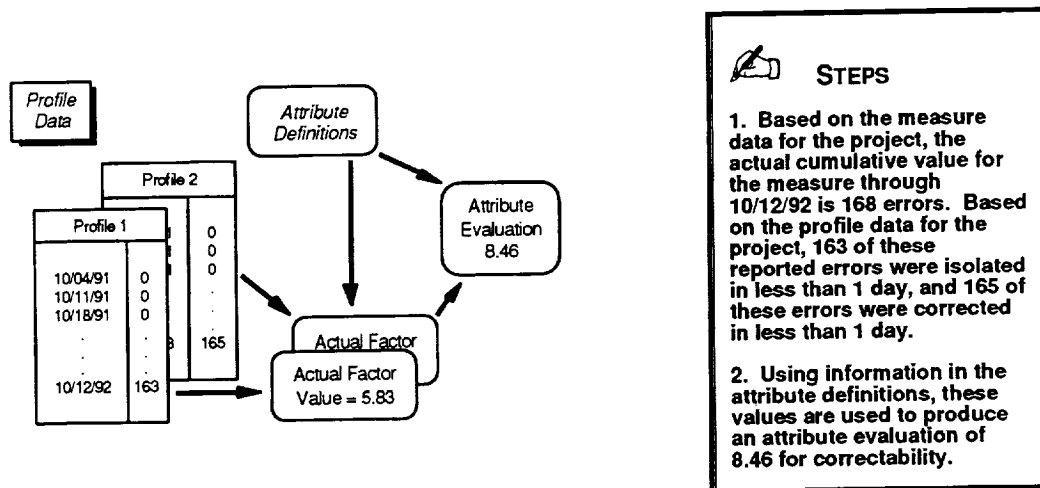 Profile
Data
Attribute
Definitions
Profile 2
0
0
0
.
.
.
165
Profile 1
10/04/91 0
10/11/91 0
10/18/91 0
. .
. .
. .
10/12/92 163
Attribute
Evaluation
8.46
Actual Factor
Actual Factor
Value = 5.83
STEPS
1. Based on the measure
data for the project, the
actual cumulative value for
the measure through
10/12/92 is 168 errors. Based
on the profile data for the
project, 163 of these
reported errors were isolated
in less than 1 day, and 165 of
these errors were corrected
in less than 1 day.
2. Using information in the
attribute definitions, these
values are used to produce
an attribute evaluation of
8.46 for correctability.